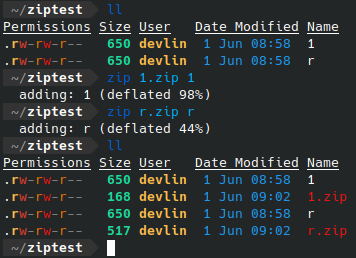 ~/ziptest ll
Permissions Size User Date Modified Name
.rw-rw-r-- 650 devlin 1 Jun 08:58 1
.rw-rw-r-- 650 devlin 1 Jun 08:58 r
~/ziptest zip 1.zip 1
adding: 1 (deflated 98%)
~/ziptest zip r.zip r
adding: r (deflated 44%)
~/ziptest ll
Permissions Size User Date Modified Name
.rw-rw-r-- 650 devlin 1 Jun 08:58 1
.rw-rw-r-- 168 devlin 1 Jun 09:02 1.zip
.rw-rw-r-- 650 devlin 1 Jun 08:58 r
.rw-rw-r-- 517 devlin 1 Jun 09:02 r.zip
~/ziptest